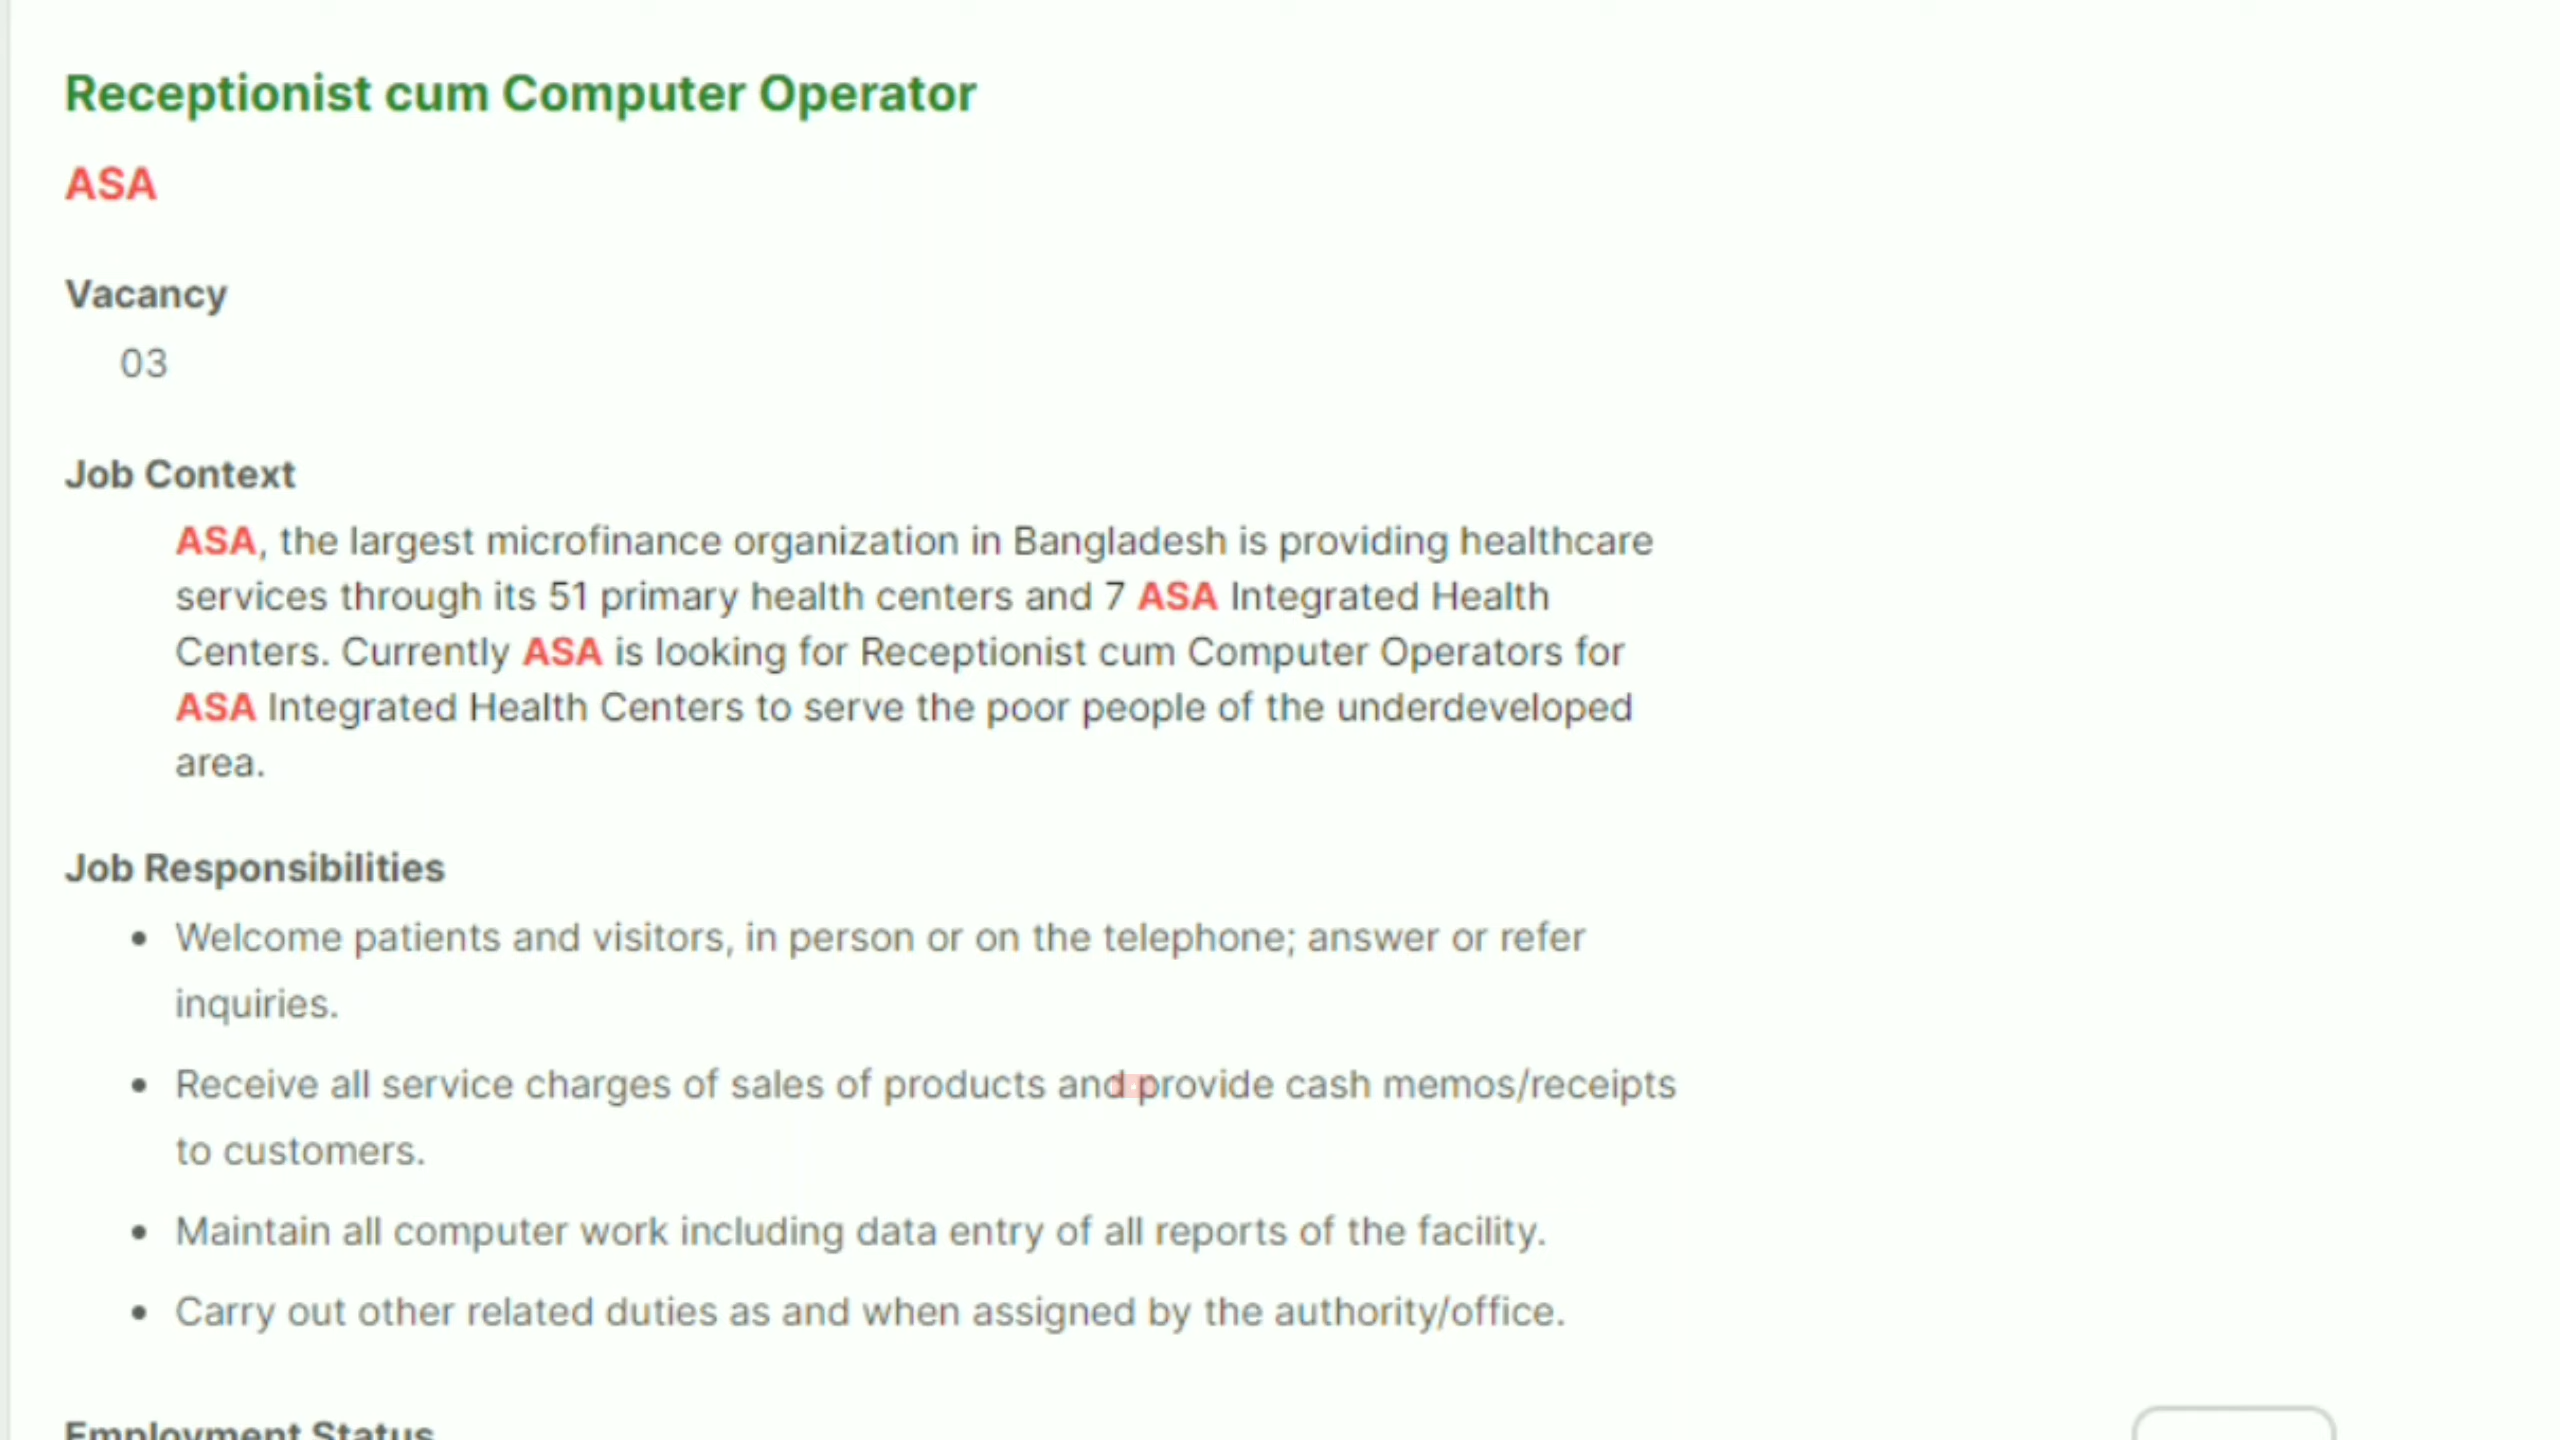 Receptionist cum Computer Operator
ASA
Vacancy
03
Job Context
ASA, the largest microfinance organization in Bangladesh is providing healthcare
services through its 51 primary health centers and 7 ASA Integrated Health
Centers. Currently ASA is looking for Receptionist cum Computer Operators for
ASA Integrated Health Centers to serve the poor people of the underdeveloped
area.
Job Responsibilities
• Welcome patients and visitors, in person or on the telephone; answer or refer
inquiries.
• Receive all service charges of sales of products and provide cash memos/receipts
to customers.
• Maintain all computer work including data entry of all reports of the facility.
• Carry out other related duties as and when assigned by the authority/office.
Employment Status